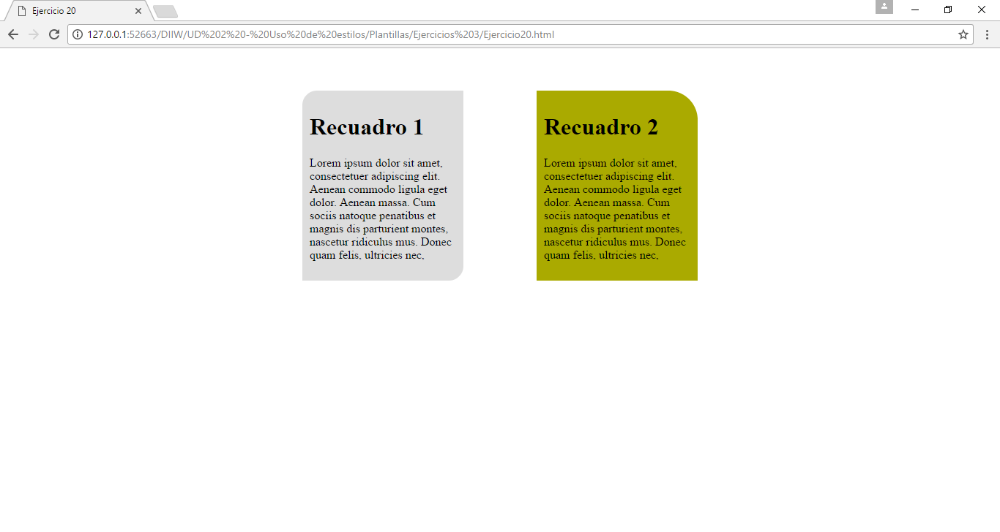 Ejercicio 20
127.0.0.1:52663/DIIW/UD%202%20-%20Uso%20de%20estilos/Plantillas/Ejercicios%203/Ejercicio20.html
Recuadro 1
Lorem ipsum dolor sit amet,
consectetuer adipiscing elit.
Aenean commodo ligula eget
dolor. Aenean massa. Cum
sociis natoque penatibus et
magnis dis parturient montes,
nascetur ridiculus mus. Donec
quam felis, ultricies nec,
Recuadro 2
Lorem ipsum dolor sit amet,
consectetuer adipiscing elit.
Aenean commodo ligula eget
dolor. Aenean massa. Cum
sociis natoque penatibus et
magnis dis parturient montes,
nascetur ridiculus mus. Donec
quam felis, ultricies nec,